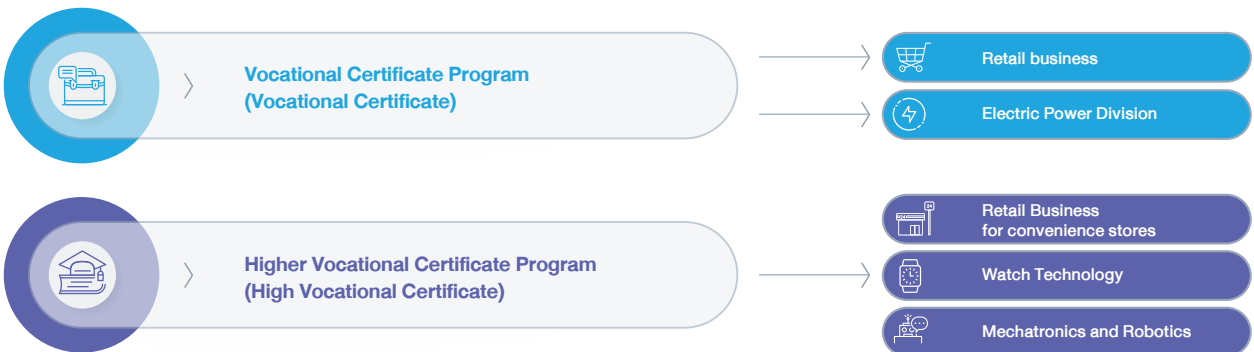 Vocational Certificate Program
(Vocational Certificate)
Retail business
Electric Power Division
Higher Vocational Certificate Program
(High Vocational Certificate)
24
Retail Business
for convenience stores
Watch Technology
Mechatronics and Robotics